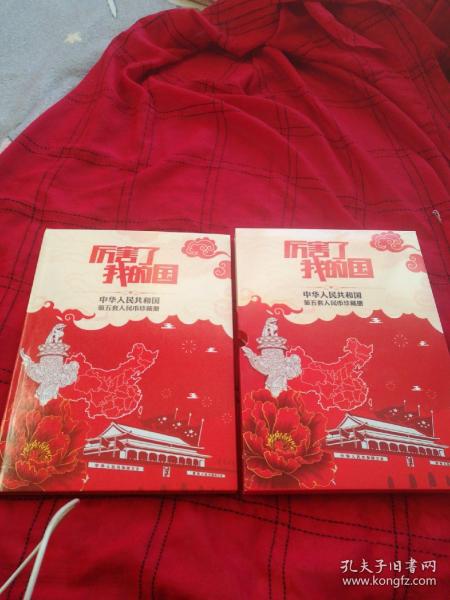 厉害了
我的国
中华人民共和国
第五套人民币珍藏册
厉害了
我的国
中华人民共和国
第五套人民币珍藏册
孔夫子旧书网
www.kongfz.com